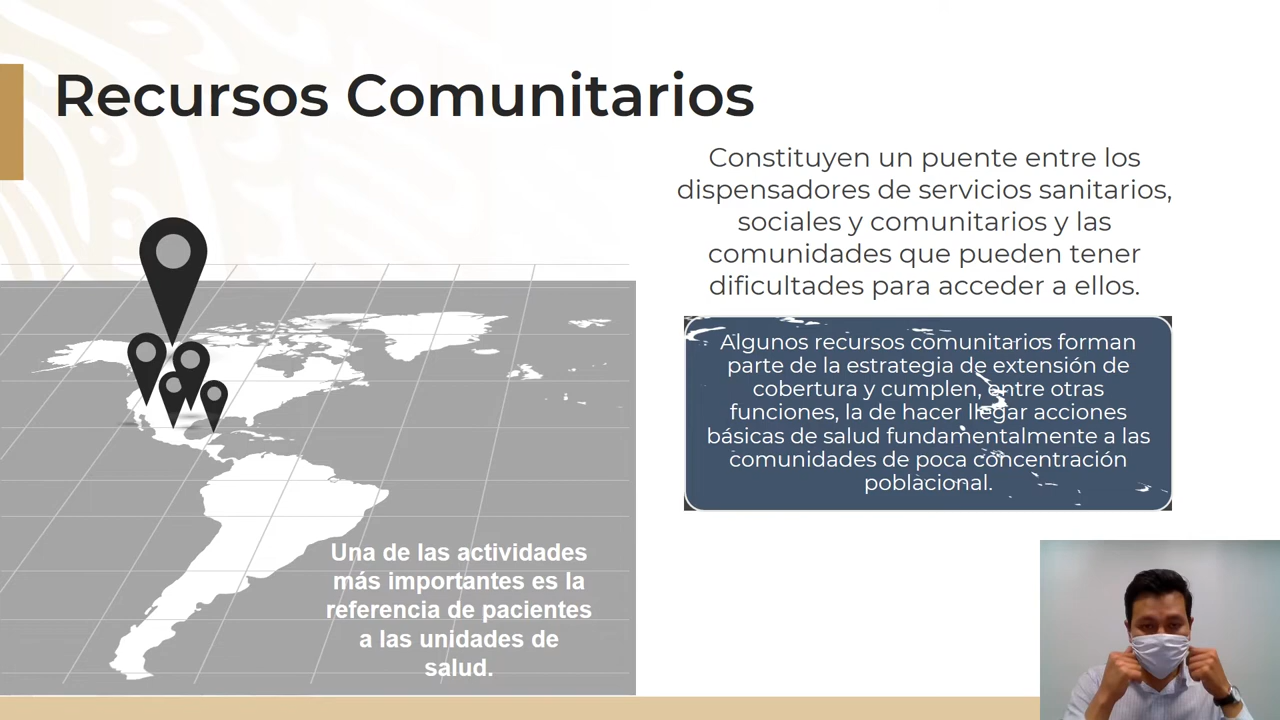 Recursos Comunitarios
Constituyen un puente entre los
dispensadores de servicios sanitarios,
sociales y comunitarios y las
comunidades que pueden tener
dificultades para acceder a ellos.
Algunos recursos comunitarios forman
parte de la estrategia de extensión de
cobertura y cumplen, entre otras
funciones, la de hacer llegar acciones
básicas de salud fundamentalmente a las
comunidades de poca concentración
poblacional.
Una de las actividades
más importantes es la
referencia de pacientes
a las unidades de
salud.